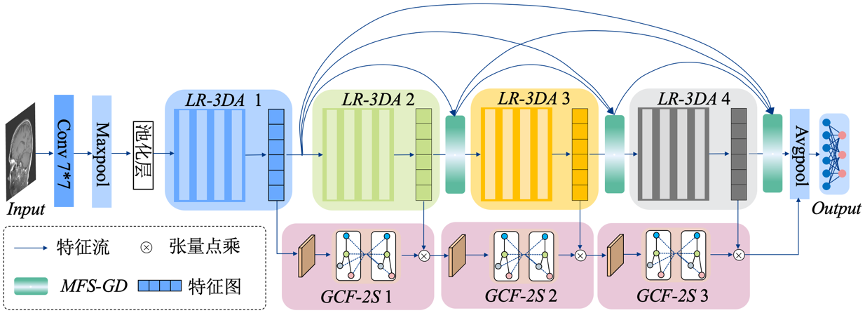 Input
Conv 7*7
Maxpool
池化层
LR-3DA 1
LR-3DA 2
LR-3DA 3
LR-3DA 4
Avgpool
Output
特征流
张量点乘
MFS-GD
特征图
GCF-2S 1
GCF-2S 2
GCF-2S 3